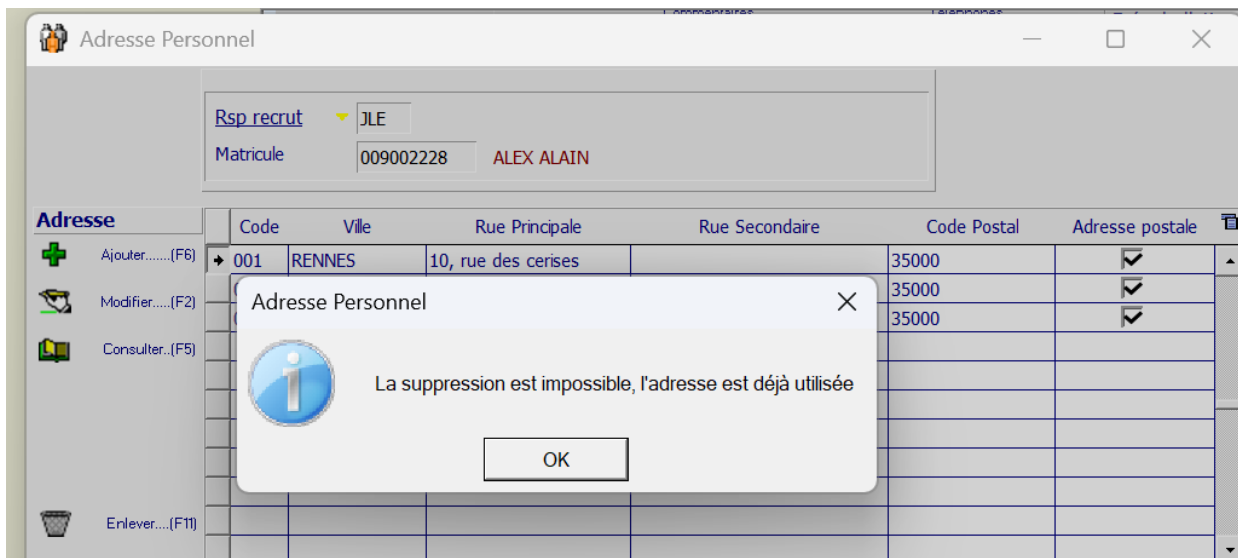 Adresse Personnel
Rsp recrut JLE
Matricule 009002228 ALEX ALAIN
Adresse
Code Ville Rue Principale Rue Secondaire Code Postal Adresse postale
Ajouter.......(F6)
001 RENNES 10, rue des cerises 35000
Modifier.....(F2)
35000
35000
Consulter..(F5)
Adresse Personnel
La suppression est impossible, l'adresse est déjà utilisée
OK
Enlever....(F11)